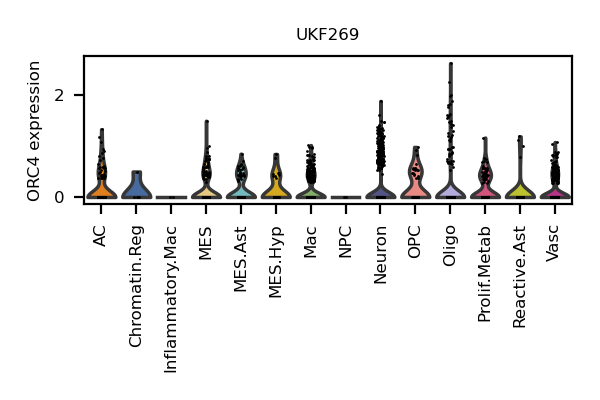 UKF269
ORC4 expression
2
0
AC
Chromatin.Reg
Inflammatory.Mac
MES
MES.Ast
MES.Hyp
Mac
NPC
Neuron
OPC
Oligo
Prolif.Metab
Reactive.Ast
Vasc